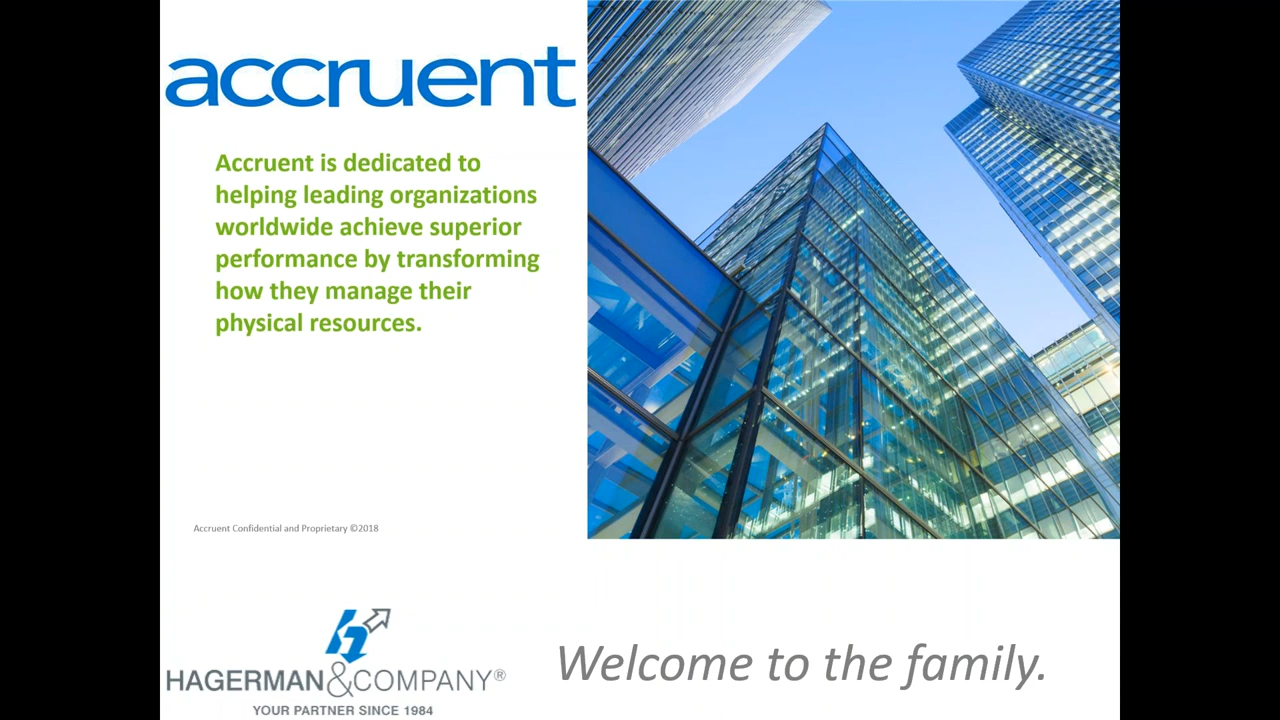 accruent
Accruent is dedicated to
helping leading organizations
worldwide achieve superior
performance by transforming
how they manage their
physical resources.
Accruent Confidential and Proprietary ©2018
HAGERMAN&COMPANY®
YOUR PARTNER SINCE 1984
Welcome to the family.